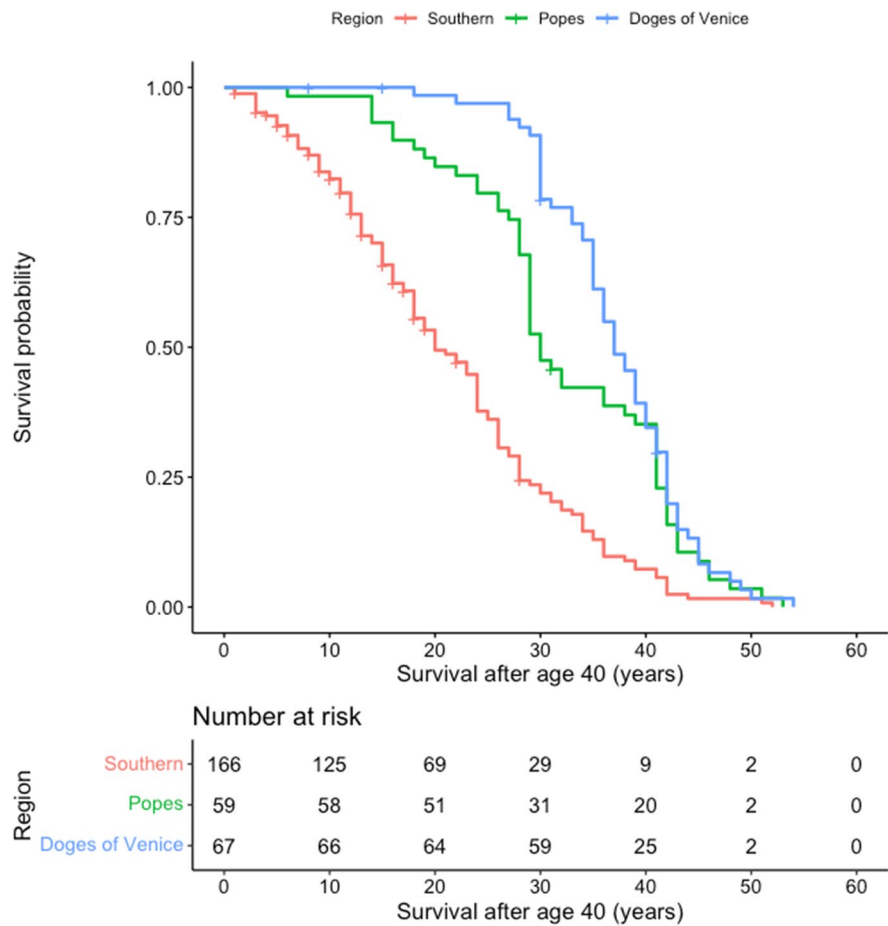 Region Southern Popes Doges of Venice
Survival probability
1.00
0.75
0.50
0.25
0.00
0 10 20 30 40 50 60
Survival after age 40 (years)
Number at risk
Region
Southern 166 125 69 29 9 2 0
Popes 59 58 51 31 20 2 0
Doges of Venice 67 66 64 59 25 2 0
0 10 20 30 40 50 60
Survival after age 40 (years)